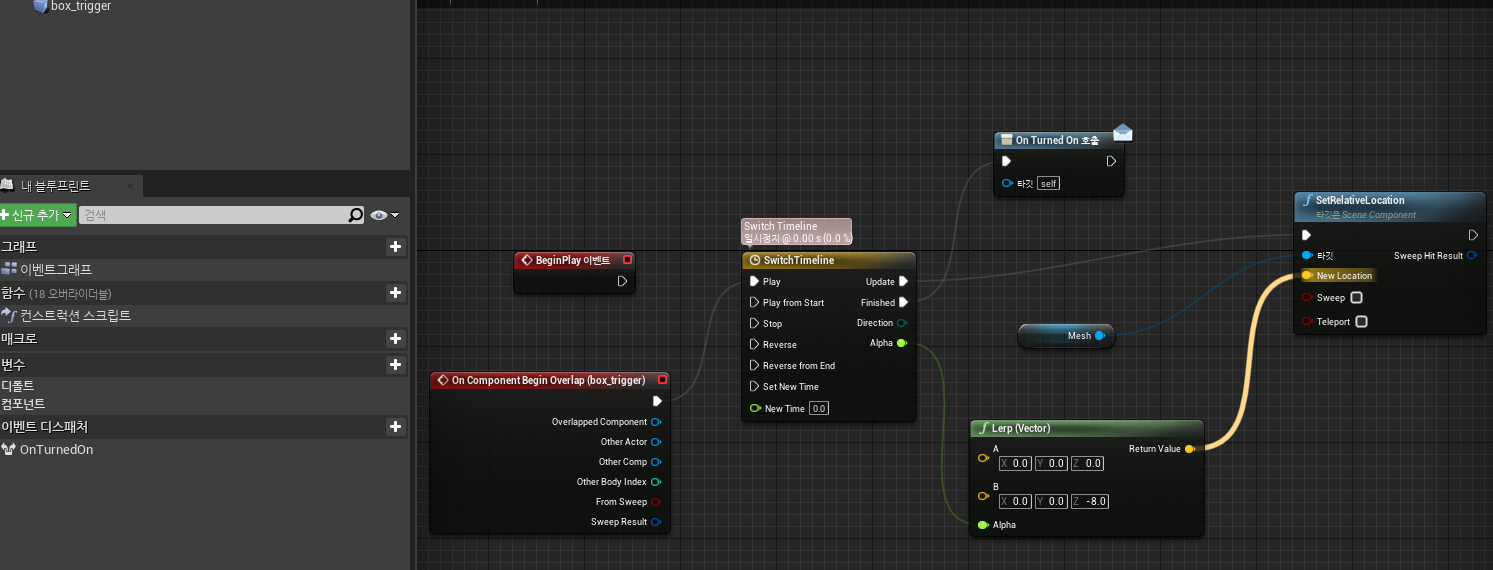 box_trigger
내 블루프린트
신규 추가
검색
그래프
이벤트그래프
함수 (18 오버라이더블)
컨스트럭션 스크립트
매크로
변수
디폴트
컴포넌트
이벤트 디스패처
OnTurnedOn
BeginPlay 이벤트
On Component Begin Overlap (box_trigger)
Overlapped Component
Other Actor
Other Comp
Other Body Index
From Sweep
Sweep Result
Switch Timeline
일시정지 @ 0.00 s (0.0 %)
SwitchTimeline
Play Update
Play from Start Finished
Stop Direction
Reverse Alpha
Reverse from End
Set New Time
New Time 0.0
On Turned On 호출
타깃 self
Mesh
Lerp (Vector)
A Return Value
X 0.0 Y 0.0 Z 0.0
B
X 0.0 Y 0.0 Z -8.0
Alpha
SetRelativeLocation
타깃은 Scene Component
타깃 Sweep Hit Result
New Location
Sweep
Teleport